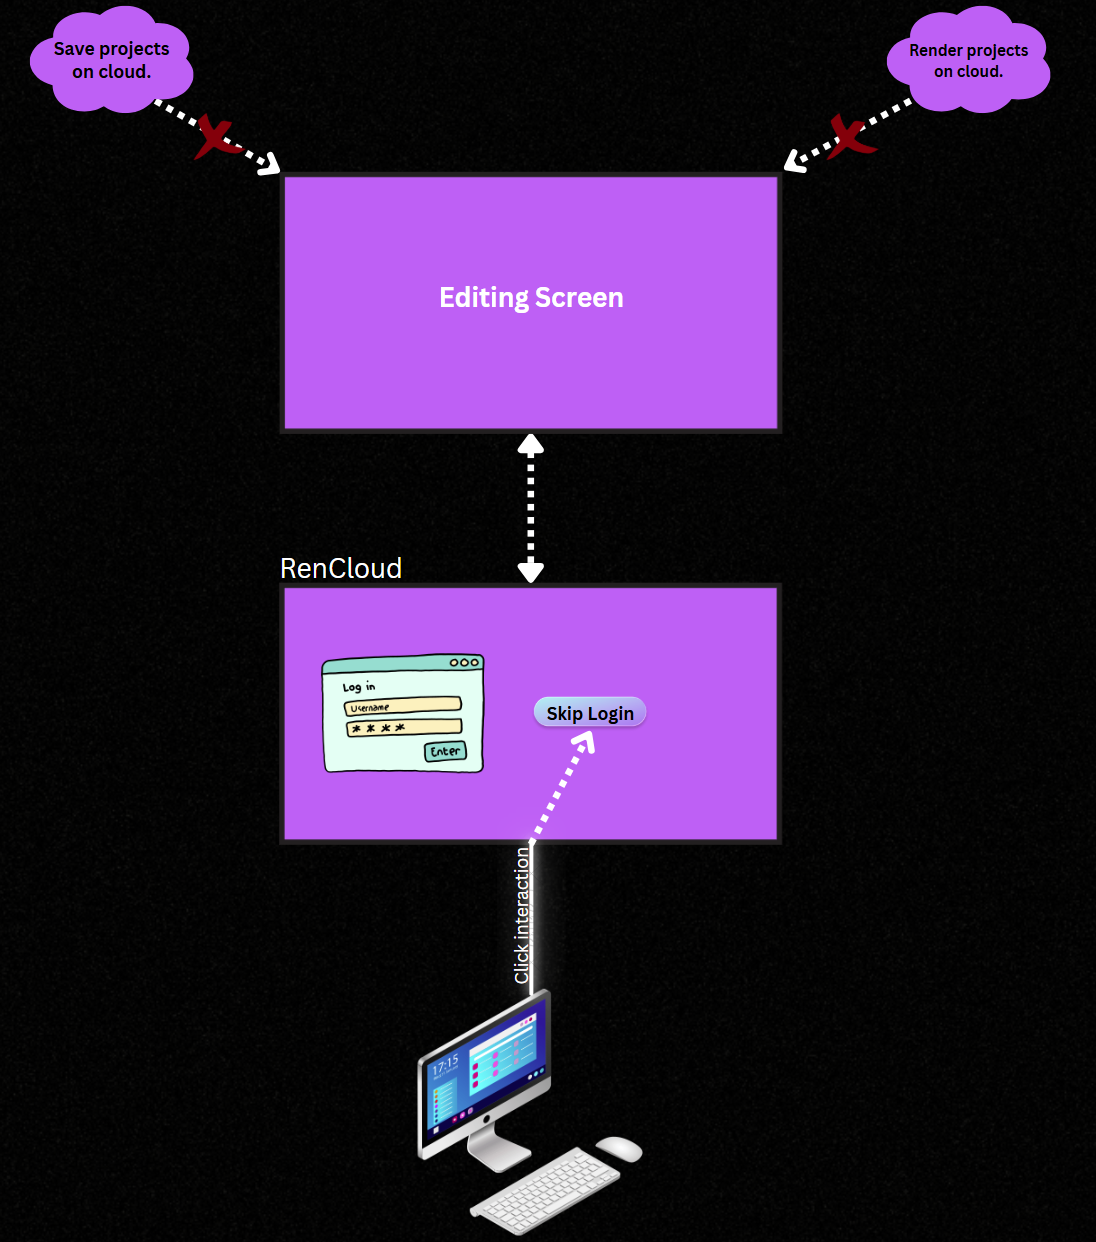 Save projects
on cloud.
Render projects
on cloud.
Editing Screen
RenCloud
Log in
Username
****
Enter
Skip Login
Click interaction
17:15